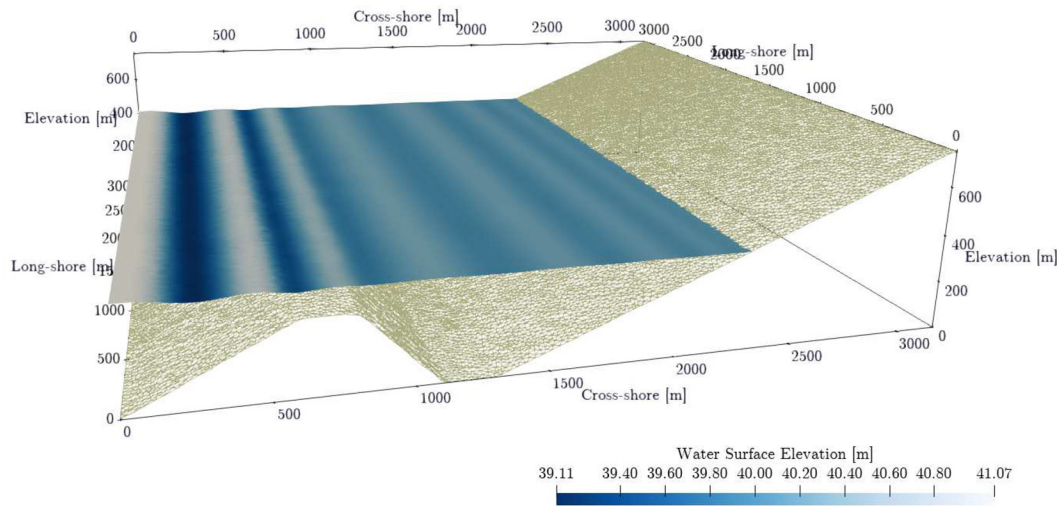 Cross-shore [m]
0 500 1000 1500 2000 2500 3000
3000 2500 2000 1500 1000 500 0
Long-shore [m]
600
400
Elevation [m]
200
Long-shore [m]
1000
500
0
0 500 1000 1500 2000 2500 3000
Cross-shore [m]
600
400
Elevation [m]
200
0
Water Surface Elevation [m]
39.11 39.40 39.60 39.80 40.00 40.20 40.40 40.60 40.80 41.07